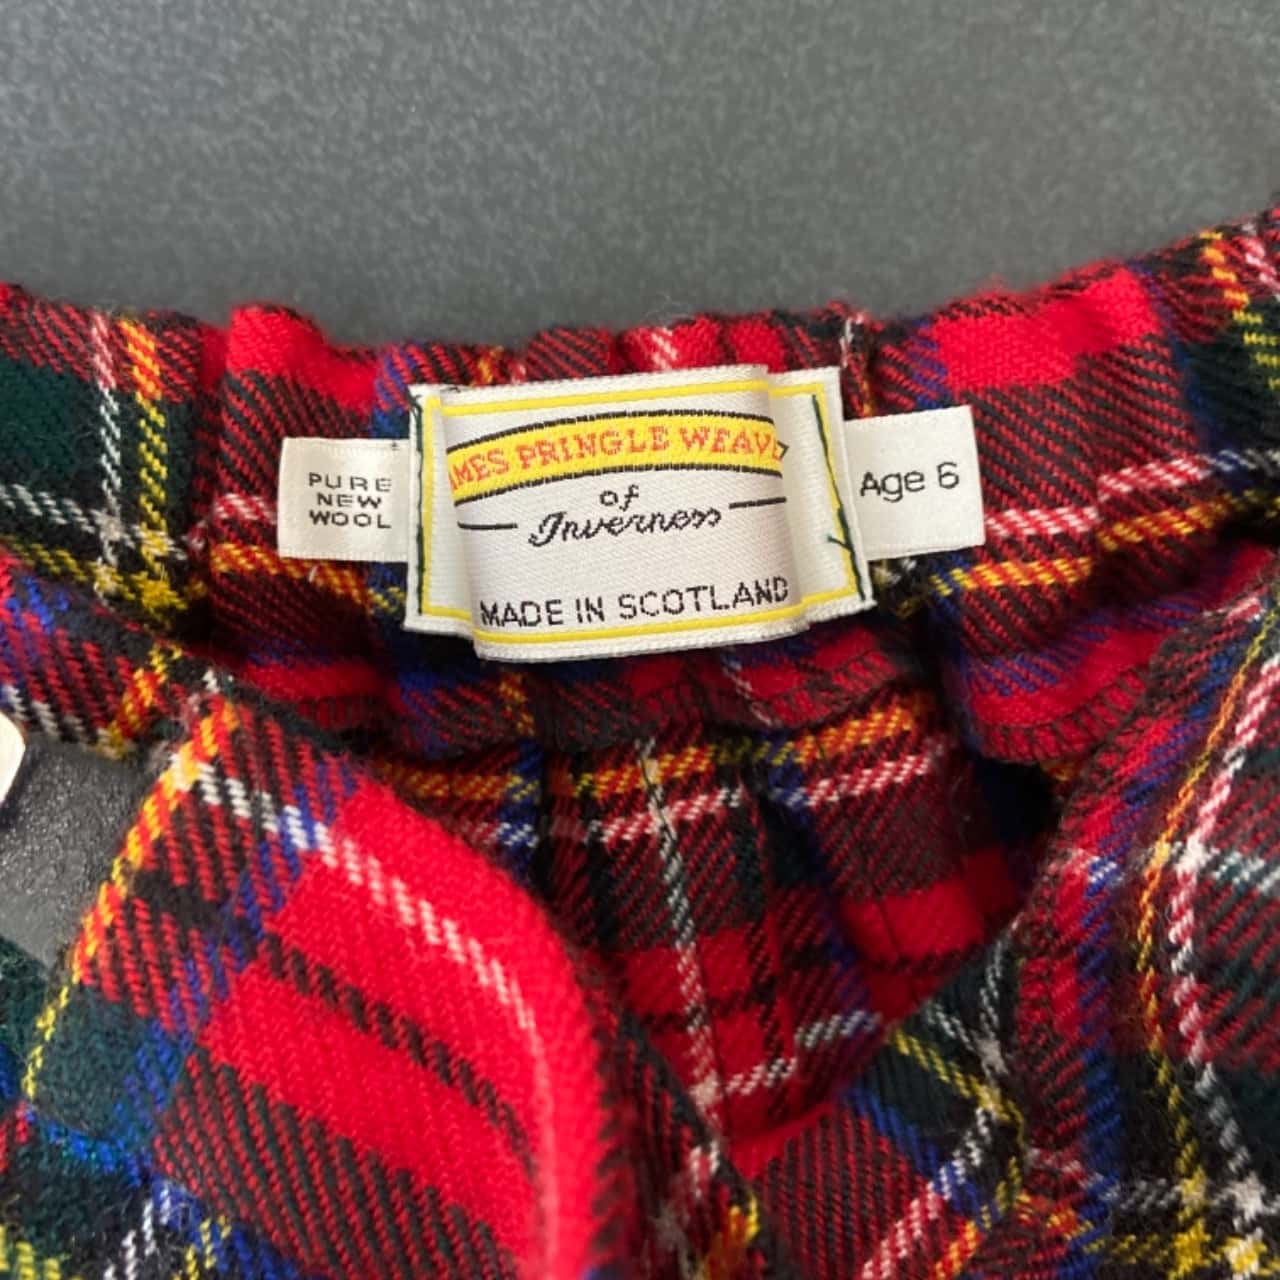 PURE
NEW
WOOL
AMES PRINGLE WEAVE
of
Inverness
MADE IN SCOTLAND
Age 6